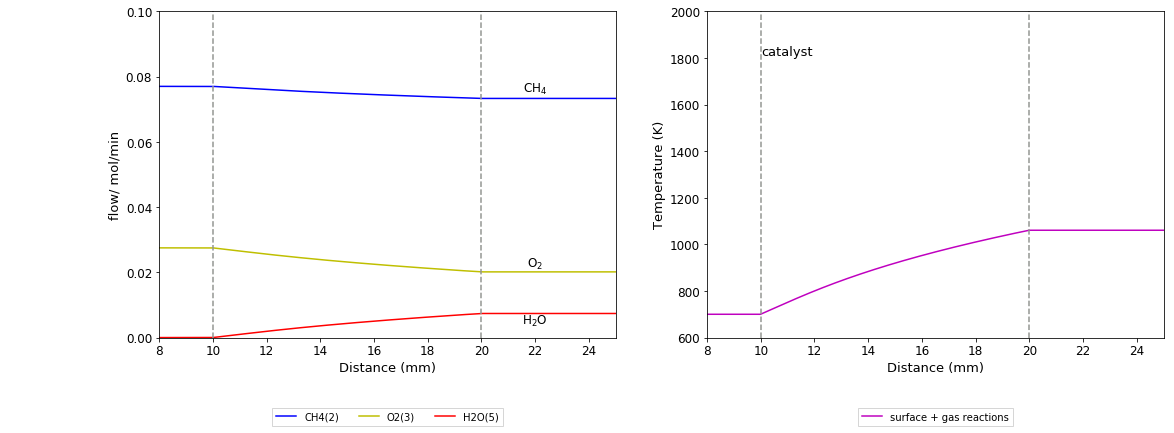 0.10
0.08
0.06
0.04
0.02
0.00
flow/ mol/min
CH₄
O₂
H₂O
8 10 12 14 16 18 20 22 24
Distance (mm)
CH4(2) O2(3) H2O(5)
2000
1800
1600
1400
1200
1000
800
600
Temperature (K)
catalyst
8 10 12 14 16 18 20 22 24
Distance (mm)
surface + gas reactions